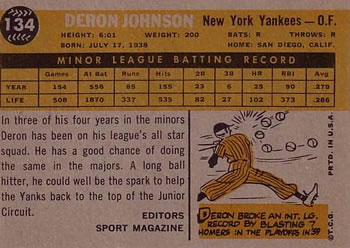 134
DERON JOHNSON
New York Yankees — O.F.
HEIGHT: 6:01 WEIGHT: 200 BATS: R THROWS: R
BORN: JULY 17, 1938 HOME: SAN DIEGO, CALIF.
MINOR LEAGUE BATTING RECORD
Games At Bat Runs Hits 2B 3B HR RBI Avg.
YEAR 154 556 85 155 29 5 25 90 .279
LIFE 508 1870 337 535 82 27 102 373 .286
In three of his four years in the minors
Deron has been on his league's all star
squad. He has a good chance of doing
the same in the majors. A long ball
hitter, he could well be the spark to help
the Yanks back to the top of the Junior
Circuit.
EDITORS
SPORT MAGAZINE
DERON BROKE AN INT. LG.
RECORD BY BLASTING 7
HOMERS IN THE PLAYOFFS IN '59
©T.C.G. PRTD. IN U.S.A.